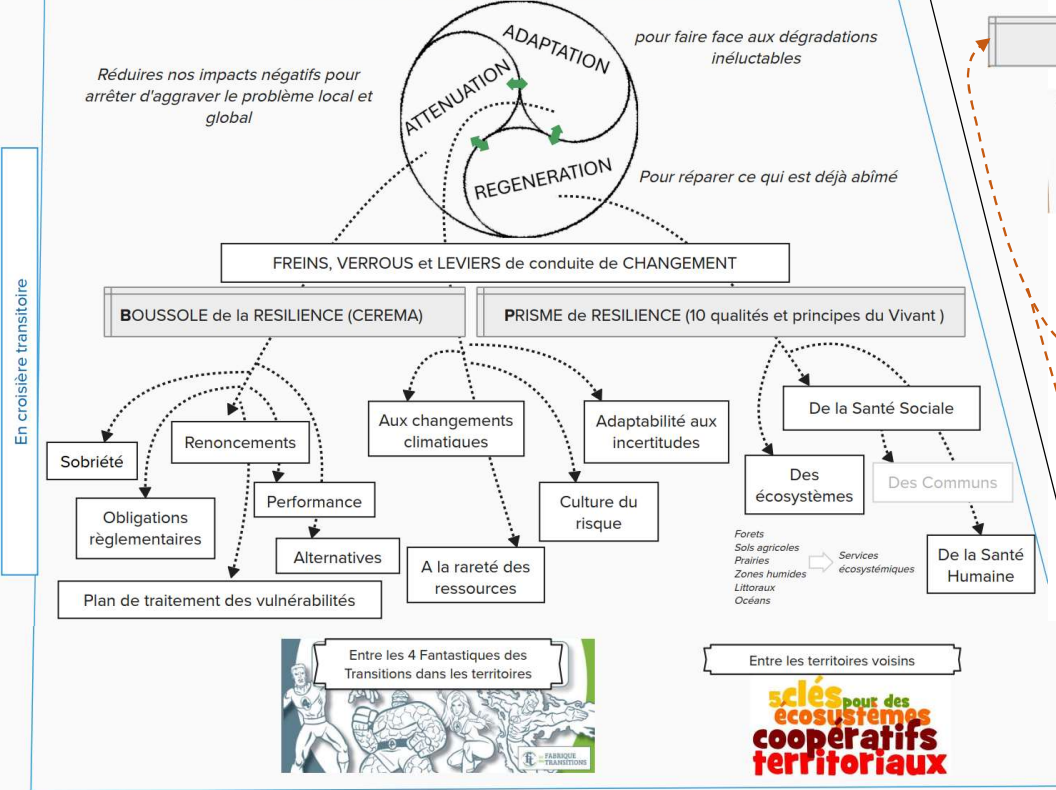 ADAPTATION
pour faire face aux dégradations
inéluctables
Réduires nos impacts négatifs pour
arrêter d'aggraver le problème local et
global
ATTENUATION
REGENERATION
Pour réparer ce qui est déjà abîmé
En croisière transitoire
FREINS, VERROUS et LEVIERS de conduite de CHANGEMENT
BOUSSOLE de la RESILIENCE (CEREMA)
PRISME de RESILIENCE (10 qualités et principes du Vivant )
Sobriété
Renoncements
Obligations
règlementaires
Performance
Alternatives
Plan de traitement des vulnérabilités
Aux changements
climatiques
Adaptabilité aux
incertitudes
Culture du
risque
A la rareté des
ressources
De la Santé Sociale
Des
écosystèmes
Des Communs
De la Santé
Humaine
Forets
Sols agricoles
Prairies
Zones humides
Littoraux
Océans
Services
écosystémiques
Entre les 4 Fantastiques des
Transitions dans les territoires
4
FABRIQUE
TRANSITIONS
Entre les territoires voisins
5clés pour des
écosystèmes
coopératifs
territoriaux